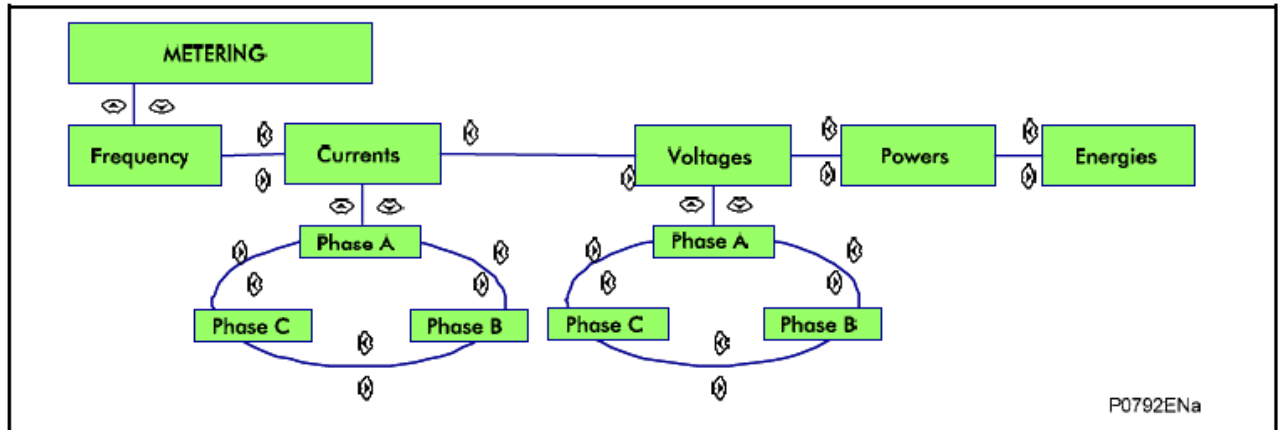 METERING
Frequency
Currents
Voltages
Powers
Energies
Phase A
Phase A
Phase C
Phase B
Phase C
Phase B
P0792ENa